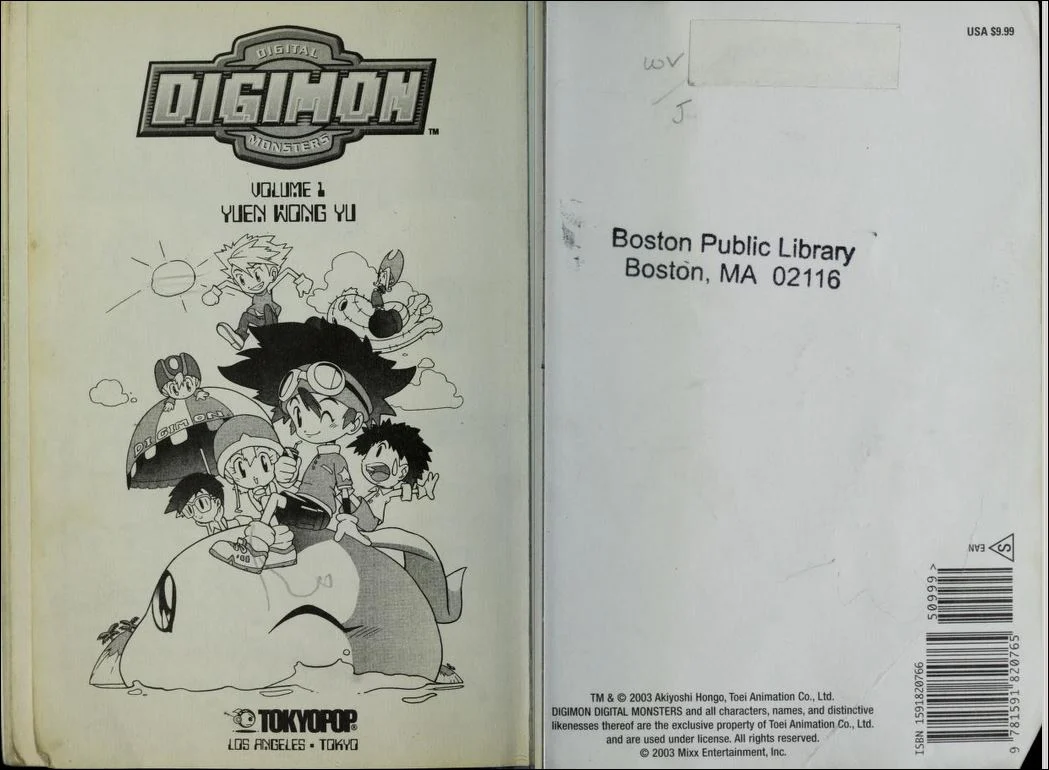 DIGITAL
DIGIMON
MONSTERS
TM
VOLUME 1
YUEN WONG YU
DIGIMON
TOKYOPOP®
LOS ANGELES • TOKYO
USA $9.99
WV
J
Boston Public Library
Boston, MA 02116
S
EAN
50999>
ISBN 1591820766
9 781591 820765
TM & © 2003 Akiyoshi Hongo, Toei Animation Co., Ltd.
DIGIMON DIGITAL MONSTERS and all characters, names, and distinctive
likenesses thereof are the exclusive property of Toei Animation Co., Ltd.
and are used under license. All rights reserved.
© 2003 Mixx Entertainment, Inc.